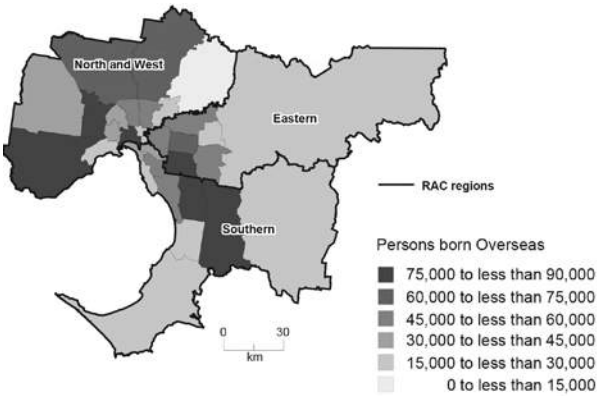 North and West
Eastern
Southern
RAC regions
Persons born Overseas
75,000 to less than 90,000
60,000 to less than 75,000
45,000 to less than 60,000
30,000 to less than 45,000
15,000 to less than 30,000
0 to less than 15,000
0 30
km